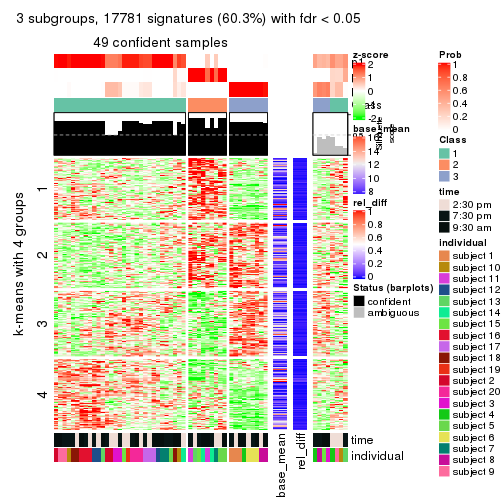 3 subgroups, 17781 signatures (60.3%) with fdr < 0.05
49 confident samples
k-means with 4 groups
1
2
3
4
time
individual
base_mean
rel_diff
z-score
2
1
0
-2
base_mean
16
14
12
10
8
rel_diff
1
0.8
0.6
0.4
0.2
0
Status (barplots)
confident
ambiguous
Silhouette
score
Prob
1
0.8
0.6
0.4
0.2
0
Class
1
2
3
time
2:30 pm
7:30 pm
9:30 am
individual
subject 1
subject 10
subject 11
subject 12
subject 13
subject 14
subject 15
subject 16
subject 17
subject 18
subject 19
subject 2
subject 20
subject 3
subject 4
subject 5
subject 6
subject 7
subject 8
subject 9